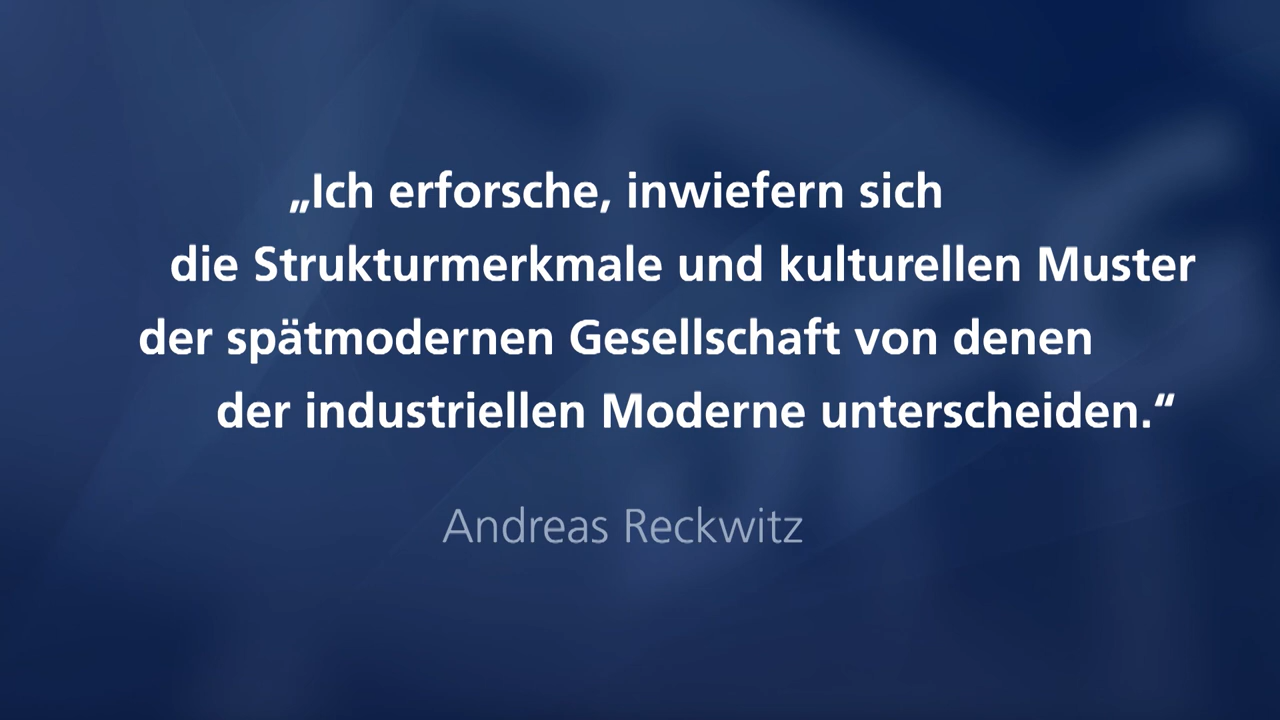 „Ich erforsche, inwiefern sich
die Strukturmerkmale und kulturellen Muster
der spätmodernen Gesellschaft von denen
der industriellen Moderne unterscheiden.“
Andreas Reckwitz